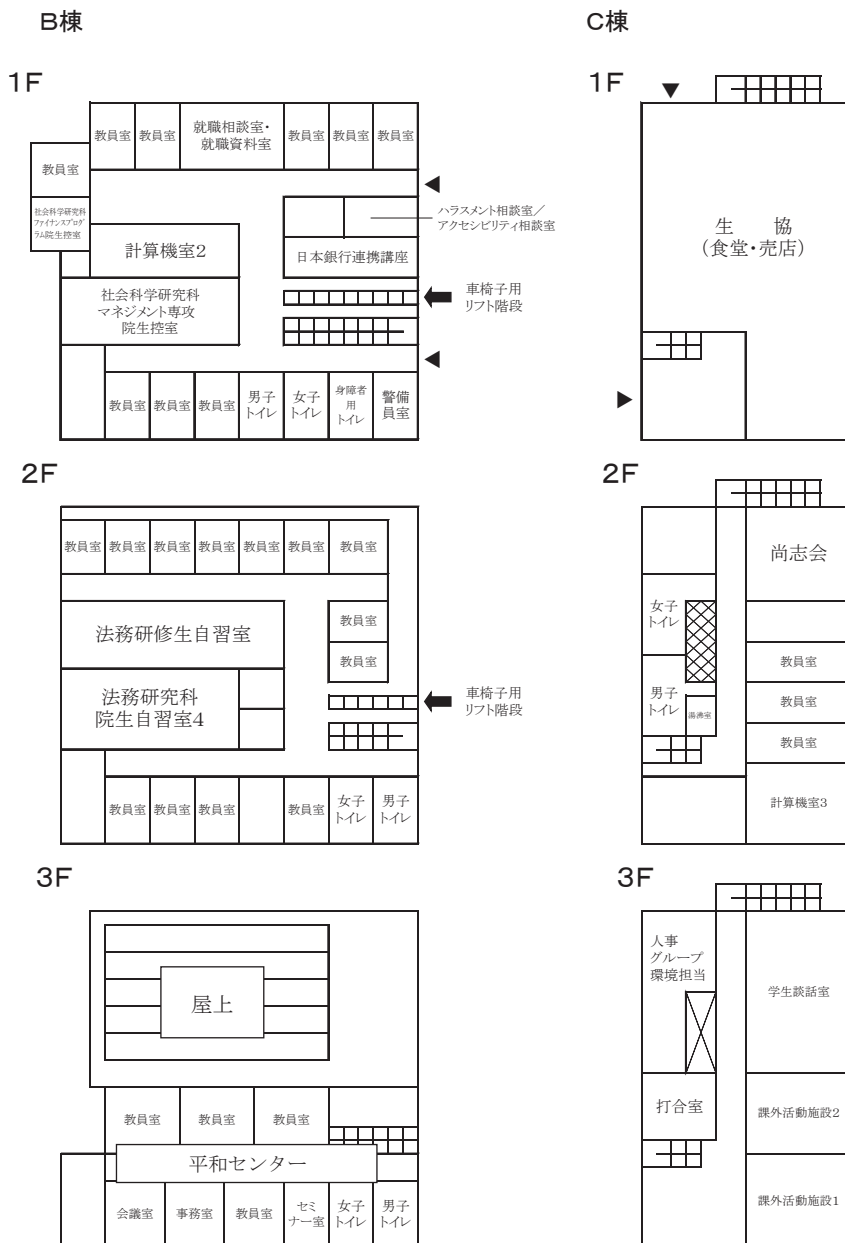 B棟
C棟
1F
教員室
教員室
就職相談室・
就職資料室
教員室
教員室
教員室
教員室
社会科学研究科
ファイナンスプログ
ラム院生控室
計算機室2
社会科学研究科
マネジメント専攻
院生控室
ハラスメント相談室／
アクセシビリティ相談室
日本銀行連携講座
車椅子用
リフト階段
教員室
教員室
教員室
男子
トイレ
女子
トイレ
身障者
用
トイレ
警備
員室
1F
生 協
(食堂・売店)
2F
教員室
教員室
教員室
教員室
教員室
教員室
教員室
法務研修生自習室
教員室
教員室
法務研究科
院生自習室4
車椅子用
リフト階段
教員室
教員室
教員室
教員室
女子
トイレ
男子
トイレ
2F
尚志会
女子
トイレ
教員室
男子
トイレ
教員室
湯沸室
教員室
計算機室3
3F
屋上
教員室
教員室
教員室
平和センター
会議室
事務室
教員室
セミ
ナー室
女子
トイレ
男子
トイレ
3F
人事
グループ
環境担当
学生談話室
打合室
課外活動施設2
課外活動施設1